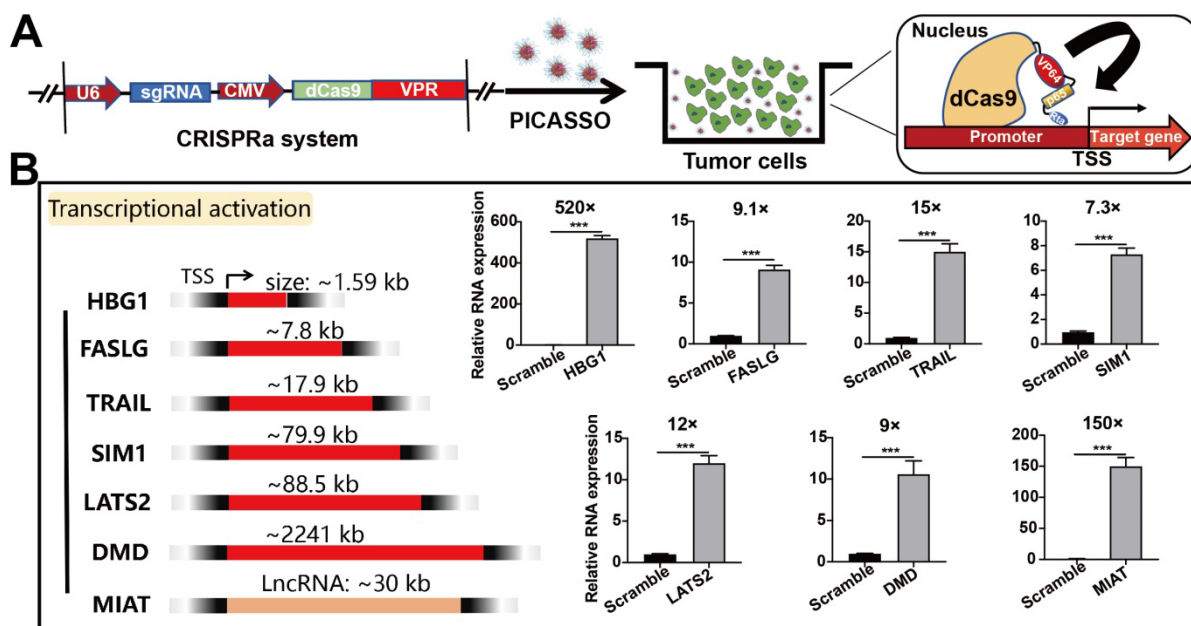 A
U6 sgRNA CMV dCas9 VPR
CRISPRa system
PICASSO
Tumor cells
Nucleus
dCas9
VP64
p65
Rta
Promoter Target gene
TSS
B
Transcriptional activation
TSS
HBG1 size: ~1.59 kb
FASLG ~7.8 kb
TRAIL ~17.9 kb
SIM1 ~79.9 kb
LATS2 ~88.5 kb
DMD ~2241 kb
MIAT LncRNA: ~30 kb
Relative RNA expression
520×
***
600
400
200
0
Scramble
HBG1
9.1×
***
15
10
5
0
Scramble
FASLG
15×
***
20
15
10
5
0
Scramble
TRAIL
7.3×
***
10
8
6
4
2
0
Scramble
SIM1
Relative RNA expression
12×
***
15
10
5
0
Scramble
LATS2
9×
***
15
10
5
0
Scramble
DMD
150×
***
200
150
100
50
0
Scramble
MIAT